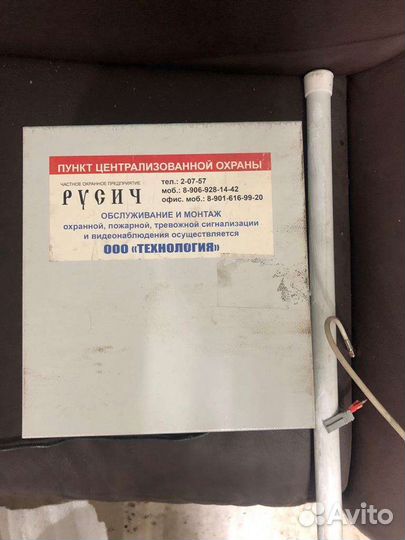 ПУНКТ ЦЕНТРАЛИЗОВАННОЙ ОХРАНЫ
ЧАСТНОЕ ОХРАННОЕ ПРЕДПРИЯТИЕ
РУСИЧ
тел.: 2-07-57
моб.: 8-906-928-14-42
офис. моб.: 8-901-616-99-20
ОБСЛУЖИВАНИЕ И МОНТАЖ
охранной, пожарной, тревожной сигнализации
и видеонаблюдения осуществляется
ООО «ТЕХНОЛОГИЯ»
Avito